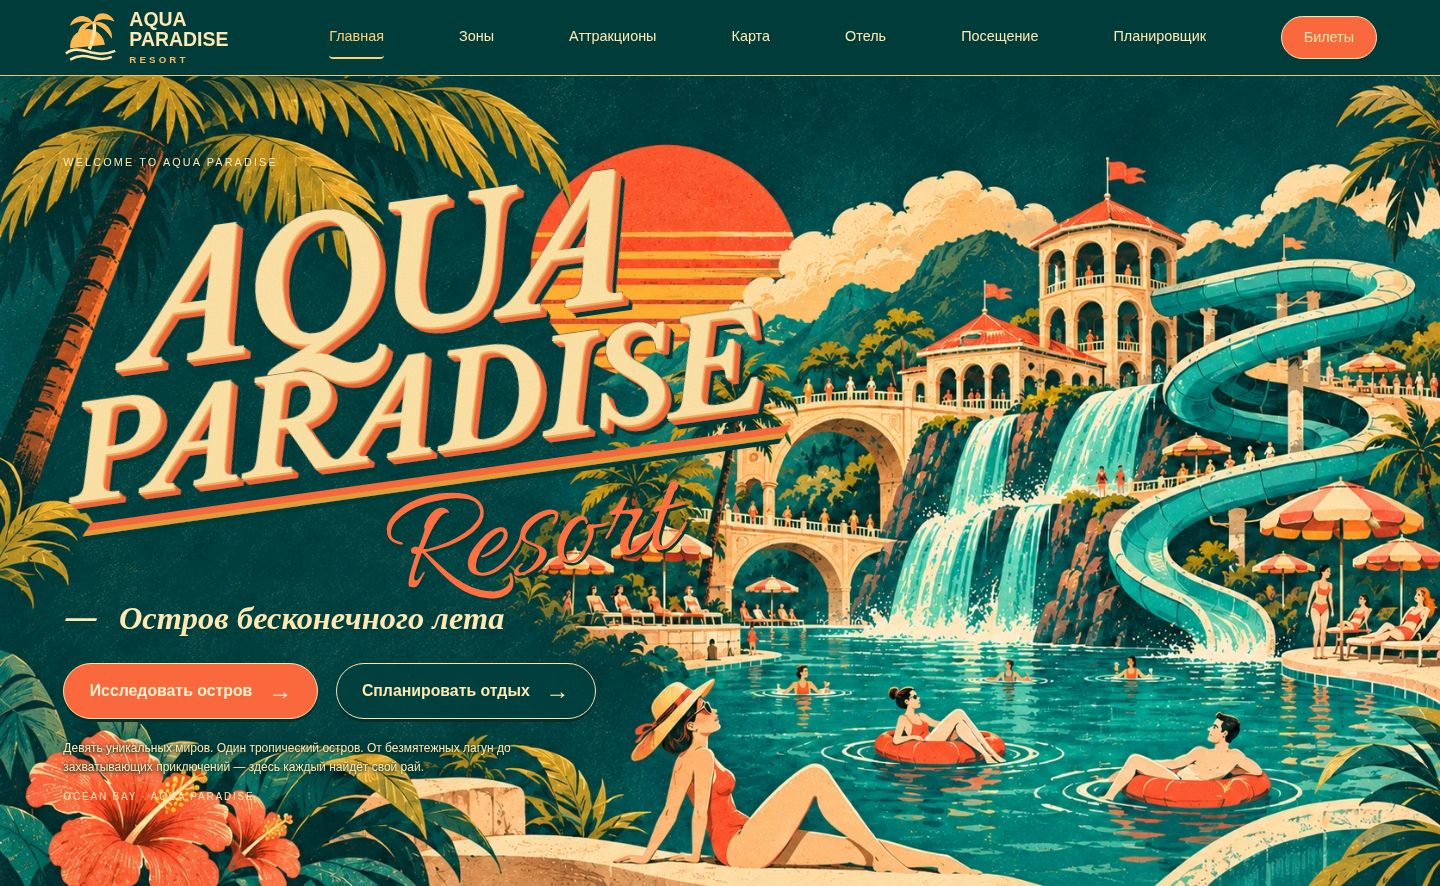 AQUA
PARADISE
RESORT
Главная
Зоны
Аттракционы
Карта
Отель
Посещение
Планировщик
Билеты
WELCOME TO AQUA PARADISE
AQUA
PARADISE
Resort
— Остров бесконечного лета
Исследовать остров →
Спланировать отдых →
Девять уникальных миров. Один тропический остров. От безмятежных лагун до
захватывающих приключений — здесь каждый найдёт свой рай.
OCEAN BAY · AQUA PARADISE